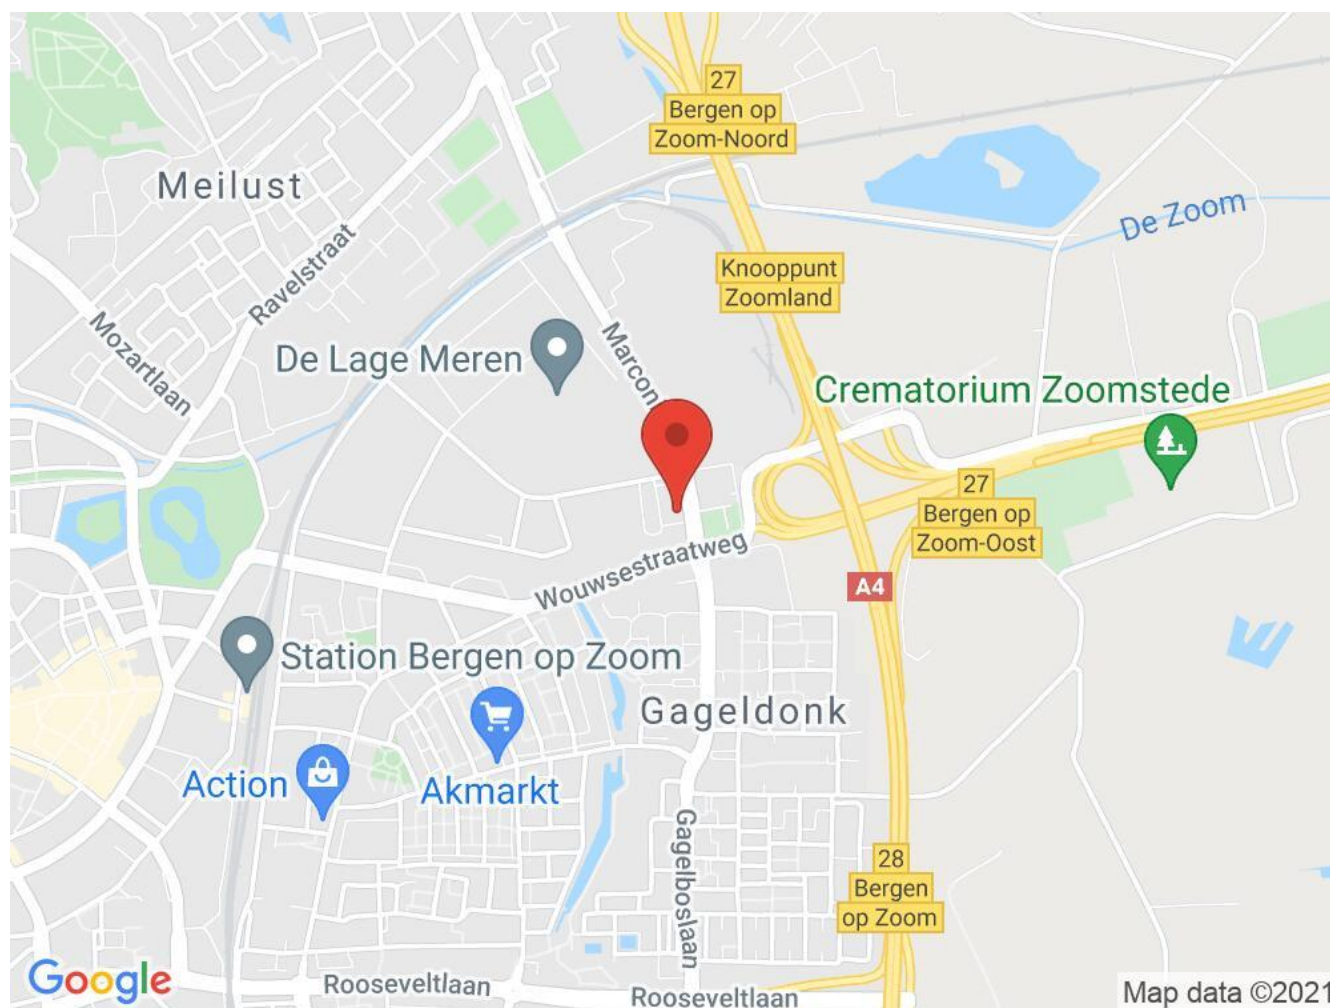 27
Bergen op
Zoom-Noord
Meilust
De Zoom
Ravelstraat
Knooppunt
Zoomland
Mozartlaan
De Lage Meren
Marcon
Crematorium Zoomstede
27
Bergen op
Zoom-Oost
Wouwsestraatweg
A4
Station Bergen op Zoom
Gageldonk
Action
Akmarkt
Gagelboslaan
28
Bergen
op Zoom
Google
Rooseveltlaan
Rooseveltlaan
Map data ©2021